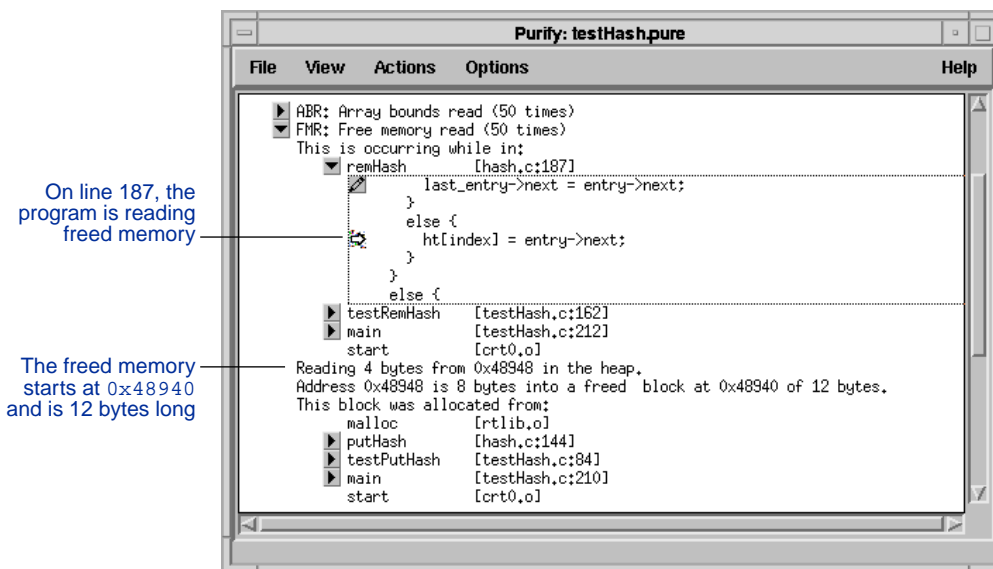 Purify: testHash.pure
File View Actions Options Help
ABR: Array bounds read (50 times)
FMR: Free memory read (50 times)
This is occurring while in:
remHash [hash.c:187]
last_entry->next = entry->next;
}
else {
ht[index] = entry->next;
}
}
else {
testRemHash [testHash.c:162]
main [testHash.c:212]
start [crt0.o]
Reading 4 bytes from 0x48948 in the heap.
Address 0x48948 is 8 bytes into a freed block at 0x48940 of 12 bytes.
This block was allocated from:
malloc [rtlib.o]
putHash [hash.c:144]
testPutHash [testHash.c:84]
main [testHash.c:210]
start [crt0.o]
On line 187, the
program is reading
freed memory
The freed memory
starts at 0x48940
and is 12 bytes long